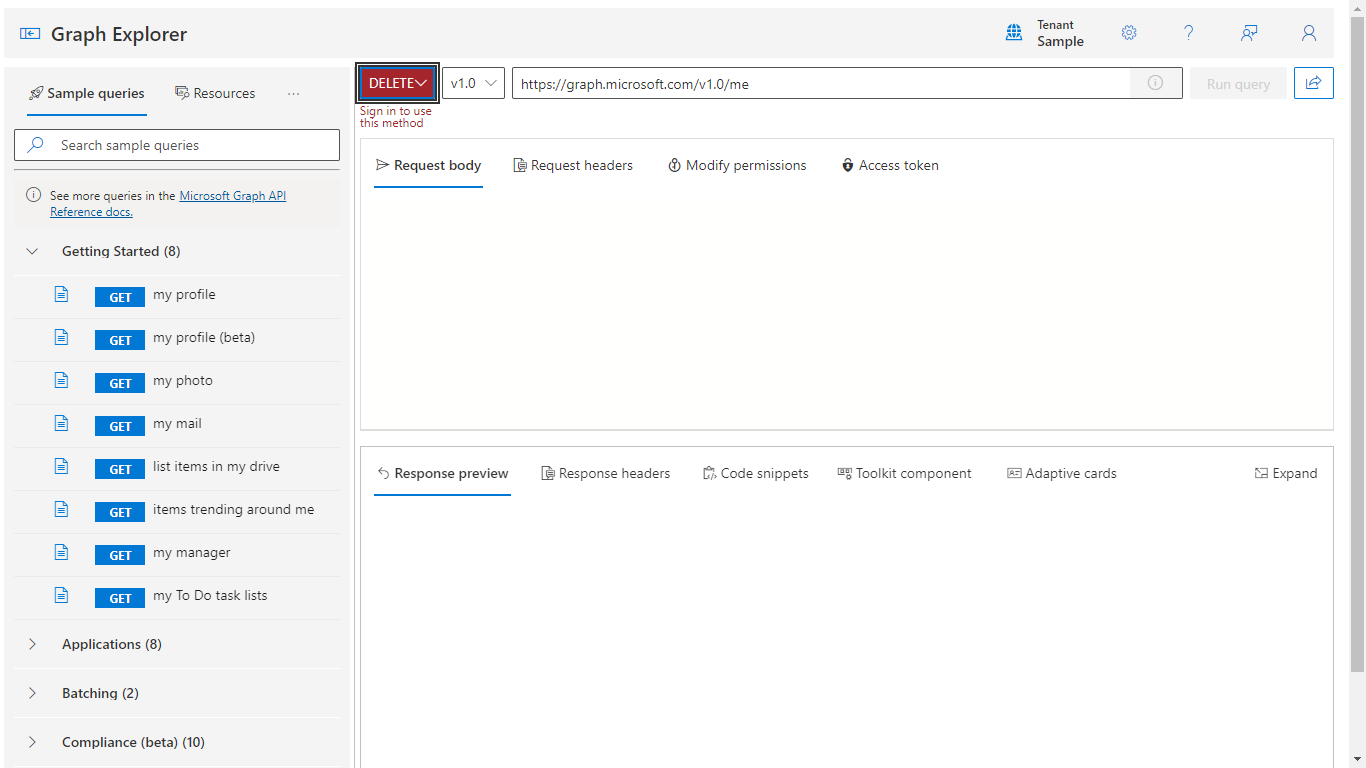 Graph Explorer
Tenant
Sample
Sample queries
Resources
Search sample queries
See more queries in the Microsoft Graph API
Reference docs.
Getting Started (8)
GET my profile
GET my profile (beta)
GET my photo
GET my mail
GET list items in my drive
GET items trending around me
GET my manager
GET my To Do task lists
Applications (8)
Batching (2)
Compliance (beta) (10)
DELETE
v1.0
https://graph.microsoft.com/v1.0/me
Run query
Sign in to use
this method
Request body
Request headers
Modify permissions
Access token
Response preview
Response headers
Code snippets
Toolkit component
Adaptive cards
Expand